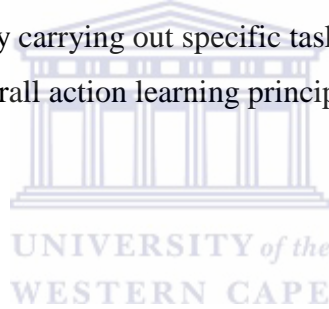 y carrying out specific task
rall action learning princip
UNIVERSITY of the
WESTERN CAPE